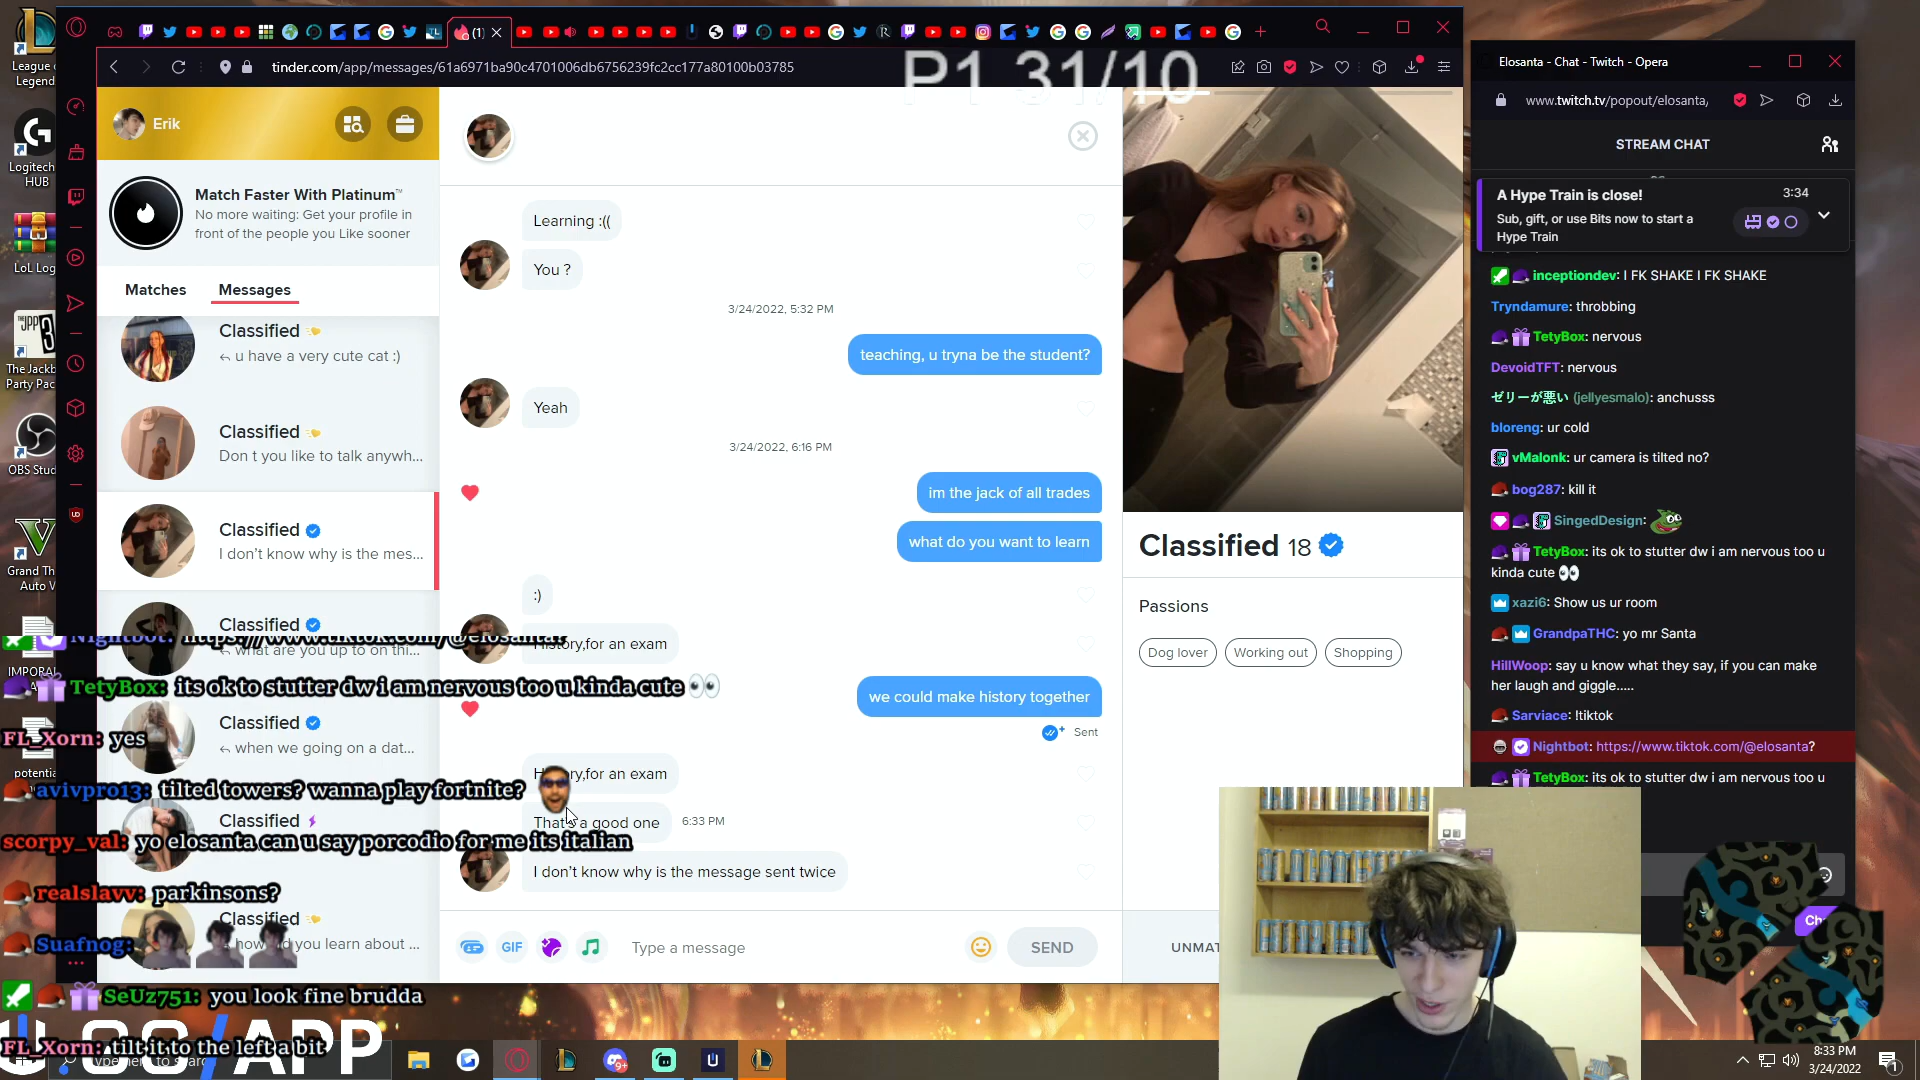 League of
Legends
Logitech G
HUB
LoL Log
The Jackb
Party Pac
OBS Stud
Grand Th
Auto V
tinder.com/app/messages/61a6971ba90c4701006db6756239fc2cc177a80100b03785
P1 31/10
Erik
Match Faster With Platinum™
No more waiting: Get your profile in
front of the people you Like sooner
Matches
Messages
Classified
u have a very cute cat :)
Classified
Don t you like to talk anywh...
Classified
I don't know why is the mes...
Classified
what are you up to on thi...
Classified
when we going on a dat...
Classified
Classified
you learn about ...
Learning :((
You ?
3/24/2022, 5:32 PM
teaching, u tryna be the student?
Yeah
3/24/2022, 6:16 PM
im the jack of all trades
what do you want to learn
:)
History,for an exam
we could make history together
Sent
History,for an exam
That's a good one
6:33 PM
I don't know why is the message sent twice
GIF
Type a message
SEND
Classified 18
Passions
Dog lover
Working out
Shopping
UNMAT
Elosanta - Chat - Twitch - Opera
www.twitch.tv/popout/elosanta,
STREAM CHAT
A Hype Train is close!
3:34
Sub, gift, or use Bits now to start a
Hype Train
inceptiondev: I FK SHAKE I FK SHAKE
Tryndamure: throbbing
TetyBox: nervous
DevoidTFT: nervous
ゼリーが悪い (jellyesmalo): anchusss
bloreng: ur cold
vMalonk: ur camera is tilted no?
bog287: kill it
SingedDesign:
TetyBox: its ok to stutter dw i am nervous too u
kinda cute 👀
xazi6: Show us ur room
GrandpaTHC: yo mr Santa
HillWoop: say u know what they say, if you can make
her laugh and giggle.....
Sarviace: !tiktok
Nightbot: https://www.tiktok.com/@elosanta?
TetyBox: its ok to stutter dw i am nervous too u
Nightbot: https://www.tiktok.com/@elosanta?
TetyBox: its ok to stutter dw i am nervous too u kinda cute 👀
FL_Xorn: yes
avivpro13: tilted towers? wanna play fortnite?
scorpy_val: yo elosanta can u say porcodio for me its italian
realslavv: parkinsons?
Suafnog:
SeUz751: you look fine brudda
FL_Xorn: tilt it to the left a bit
U.GG/APP
8:33 PM
3/24/2022